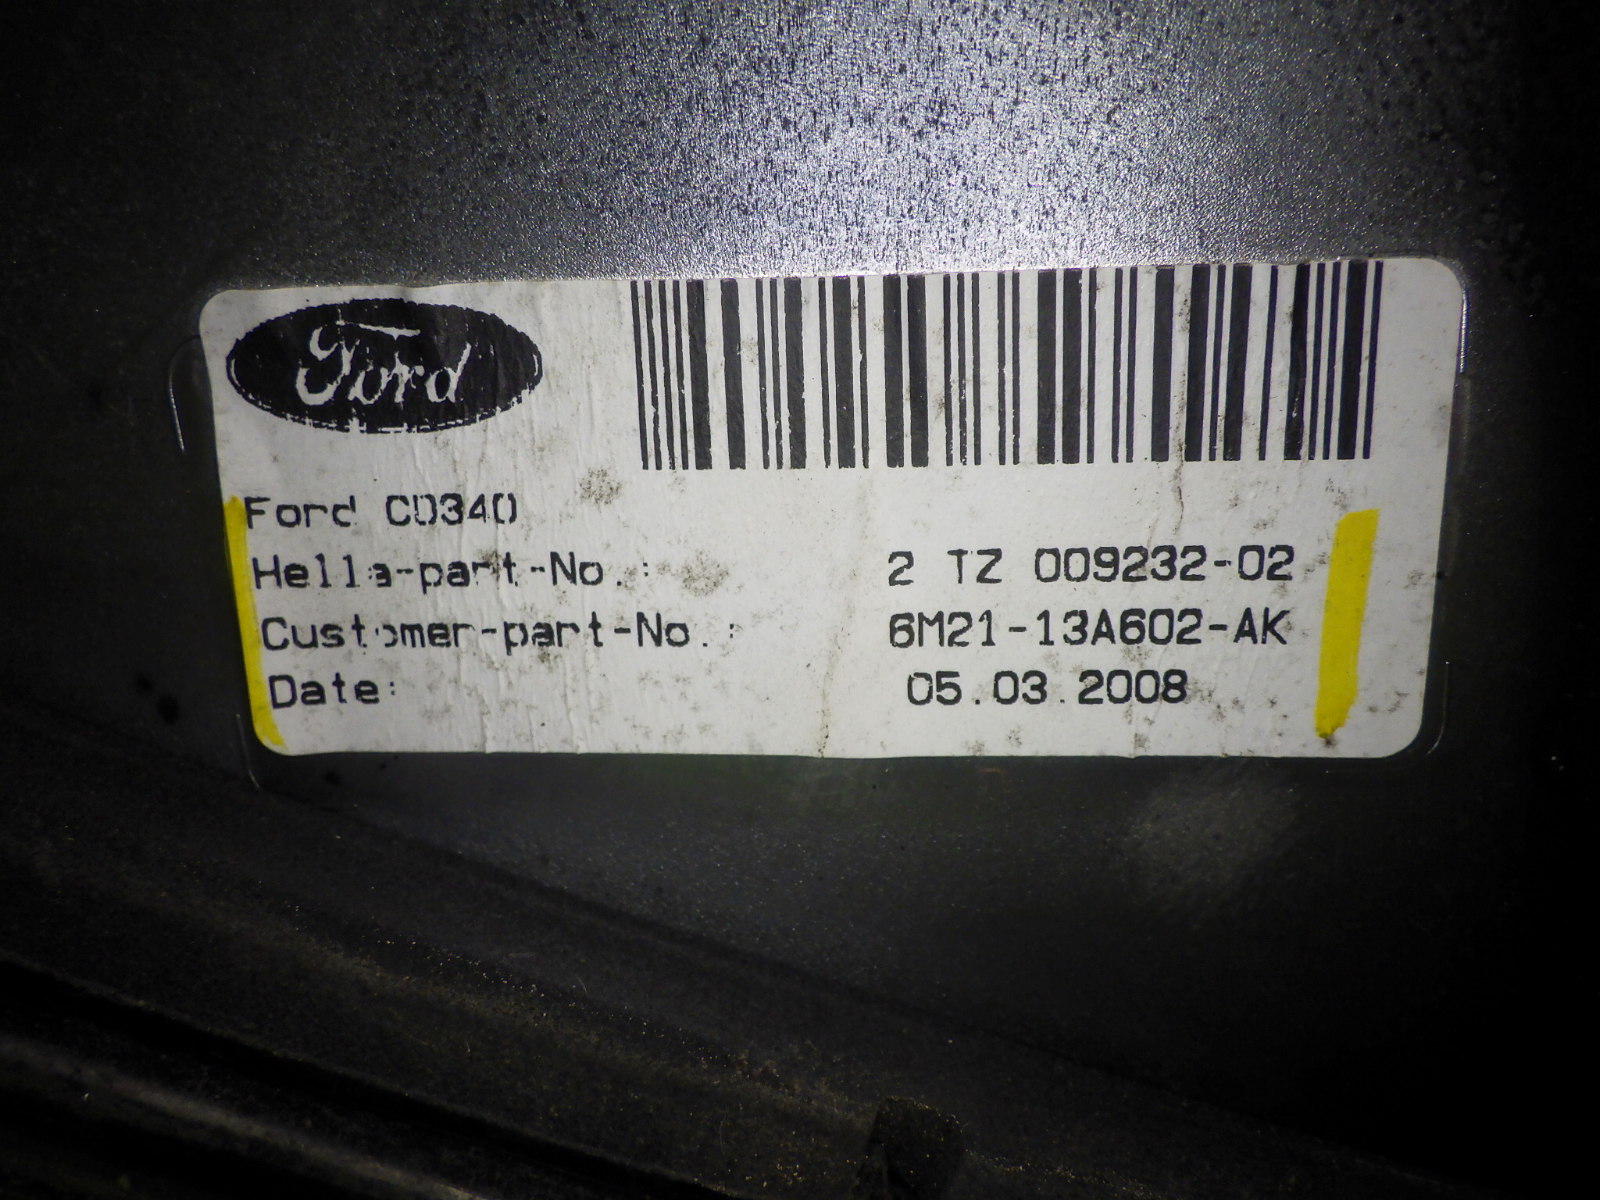 Ford
Ford CD340
Hella-part-No.: 2 TZ 009232-02
Customer-part-No.: 6M21-13A602-AK
Date: 05.03.2008